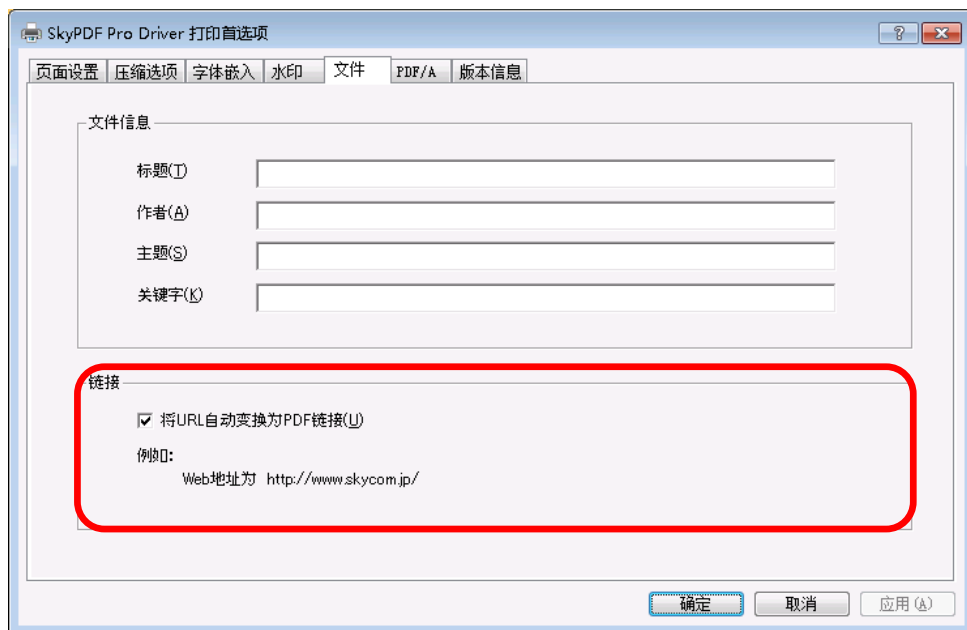 SkyPDF Pro Driver 打印首选项
页面设置 压缩选项 字体嵌入 水印 文件 PDF/A 版本信息
文件信息
标题(T)
作者(A)
主题(S)
关键字(K)
链接
将URL自动变换为PDF链接(U)
例如:
Web地址为 http://www.skycom.jp/
确定 取消 应用(A)